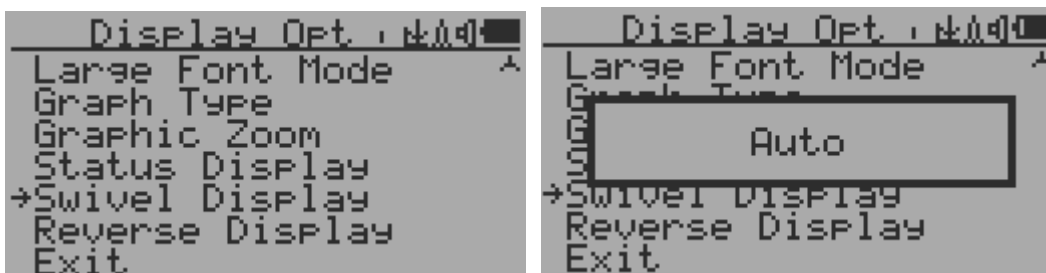 Display Opt
Large Font Mode
Graph Type
Graphic Zoom
Status Display
→Swivel Display
Reverse Display
Exit
Display Opt
Large Font Mode
Auto
→Swivel Display
Reverse Display
Exit